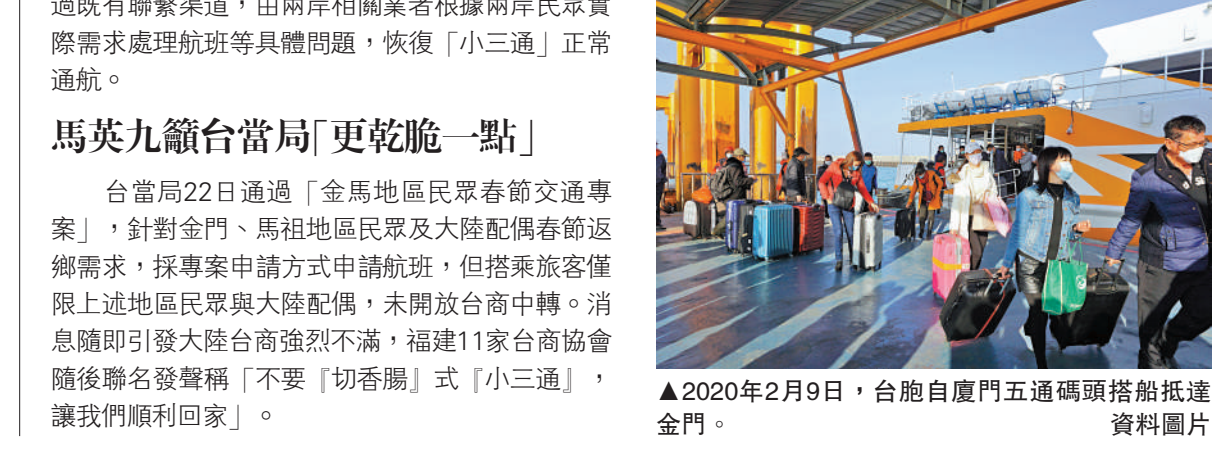 過既有聯繫渠道，由兩岸相關業者根據兩岸民眾實
際需求處理航班等具體問題，恢復「小三通」正常
通航。
馬英九籲台當局「更乾脆一點」
台當局22日通過「金馬地區民眾春節交通專
案」，針對金門、馬祖地區民眾及大陸配偶春節返
鄉需求，採專案申請方式申請航班，但搭乘旅客僅
限上述地區民眾與大陸配偶，未開放台商中轉。消
息隨即引發大陸台商強烈不滿，福建11家台商協會
隨後聯名發聲稱「不要『切香腸』式『小三通』，
讓我們順利回家」。
▲2020年2月9日，台胞自廈門五通碼頭搭船抵達
金門。 資料圖片